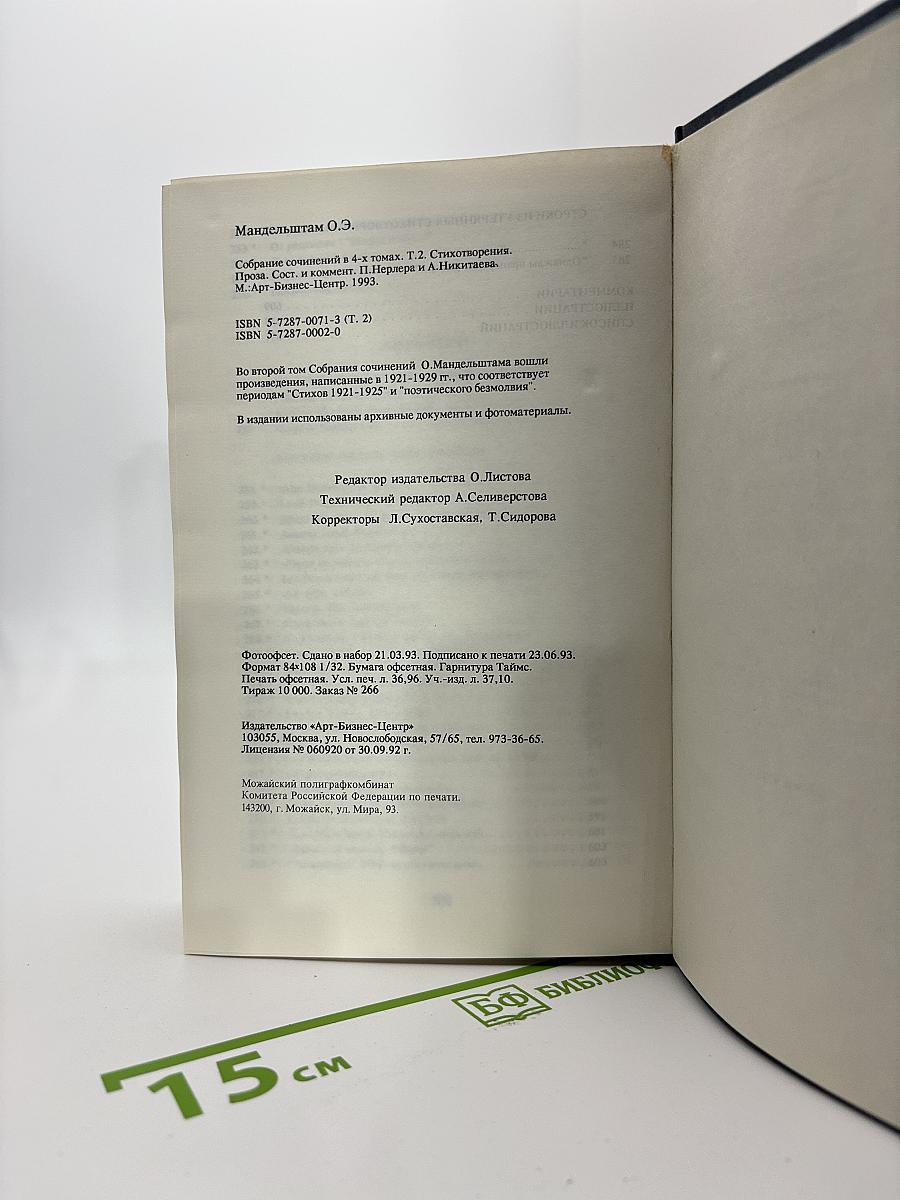 Мандельштам О.Э.
Собрание сочинений в 4-х томах. Т.2. Стихотворения.
Проза. Сост. и коммент. П.Нерлера и А.Никитаева.
М.:Арт-Бизнес-Центр. 1993.
ISBN 5-7287-0071-3 (Т. 2)
ISBN 5-7287-0002-0
Во второй том Собрания сочинений О.Мандельштама вошли
произведения, написанные в 1921-1929 гг., что соответствует
периодам "Стихов 1921-1925" и "поэтического безмолвия".
В издании использованы архивные документы и фотоматериалы.
Редактор издательства О.Листова
Технический редактор А.Селиверстова
Корректоры Л.Сухоставская, Т.Сидорова
Фотоофсет. Сдано в набор 21.03.93. Подписано к печати 23.06.93.
Формат 84×108 1/32. Бумага офсетная. Гарнитура Таймс.
Печать офсетная. Усл. печ. л. 36,96. Уч.-изд. л. 37,10.
Тираж 10 000. Заказ № 266
Издательство «Арт-Бизнес-Центр»
103055, Москва, ул. Новослободская, 57/65, тел. 973-36-65.
Лицензия № 060920 от 30.09.92 г.
Можайский полиграфкомбинат
Комитета Российской Федерации по печати.
143200, г. Можайск, ул. Мира, 93.
БФ
15 см